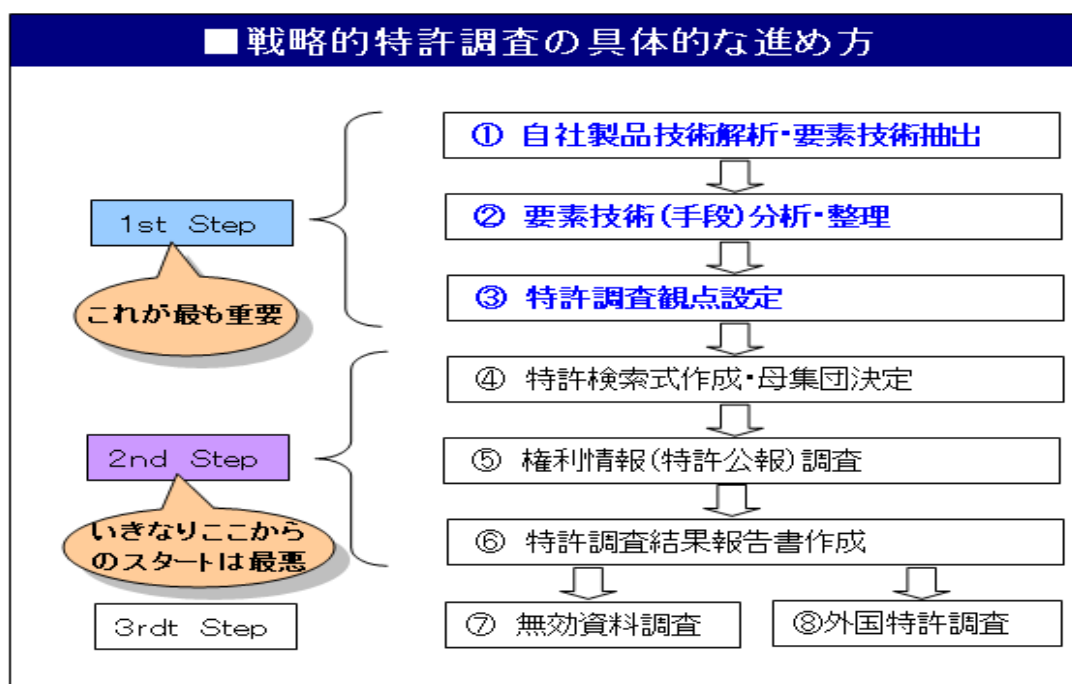 ■戦略的特許調査の具体的な進め方
① 自社製品技術解析・要素技術抽出
② 要素技術(手段)分析・整理
1st Step
③ 特許調査観点設定
これが最も重要
④ 特許検索式作成・母集団決定
2nd Step
⑤ 権利情報(特許公報)調査
いきなりここから
のスタートは最悪
⑥ 特許調査結果報告書作成
3rdt Step
⑦ 無効資料調査
⑧外国特許調査